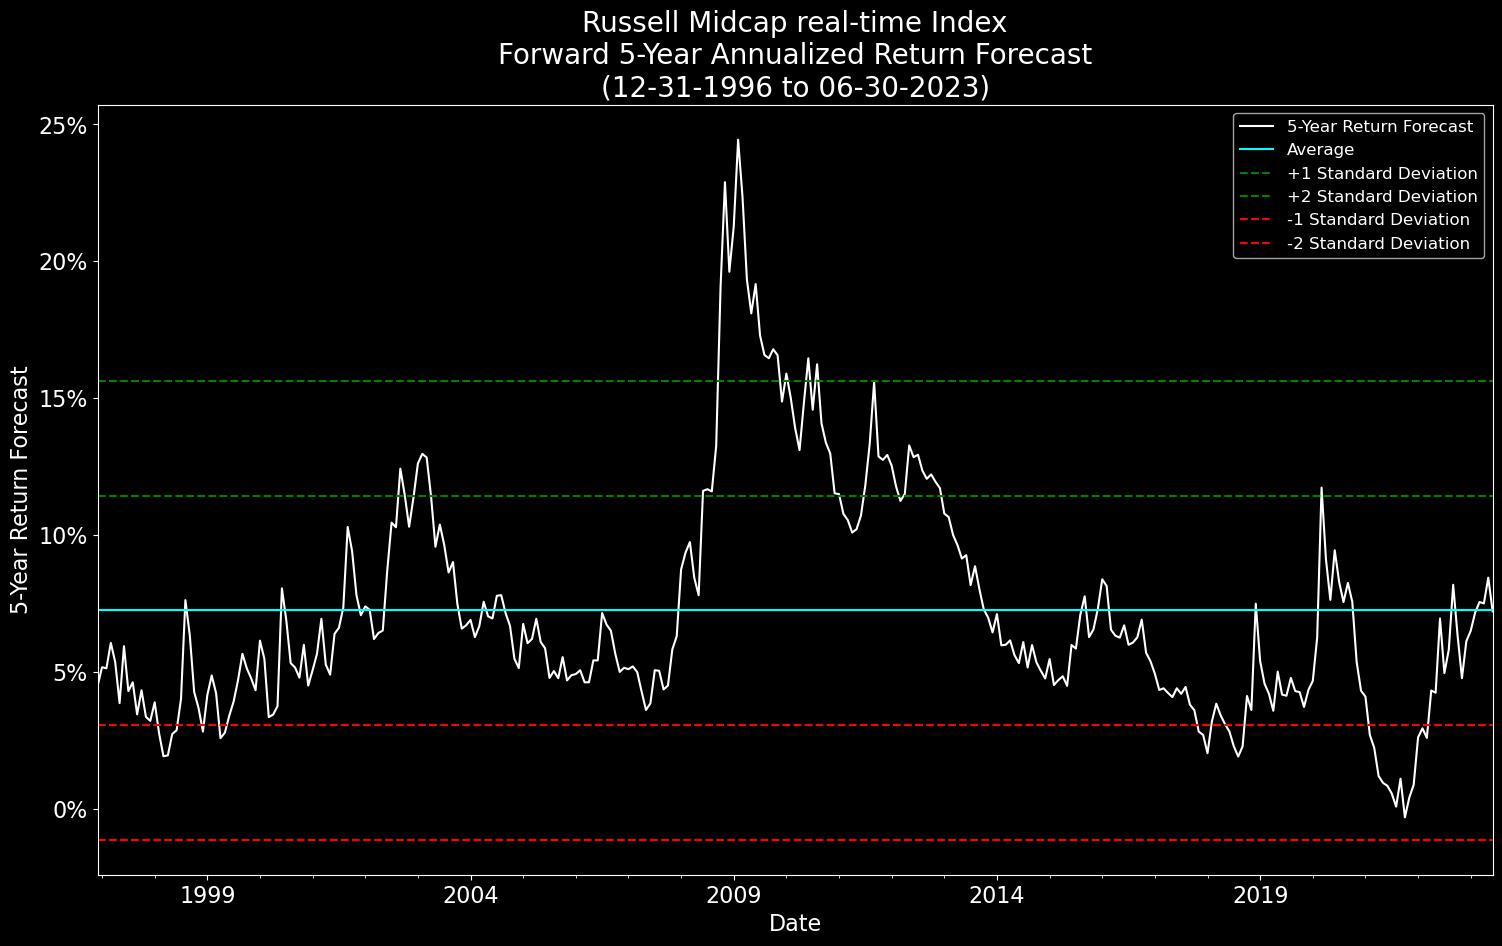 Russell Midcap real-time Index
Forward 5-Year Annualized Return Forecast
(12-31-1996 to 06-30-2023)
5-Year Return Forecast
25%
20%
15%
10%
5%
0%
5-Year Return Forecast
Average
+1 Standard Deviation
+2 Standard Deviation
-1 Standard Deviation
-2 Standard Deviation
1999
2004
2009
2014
2019
Date